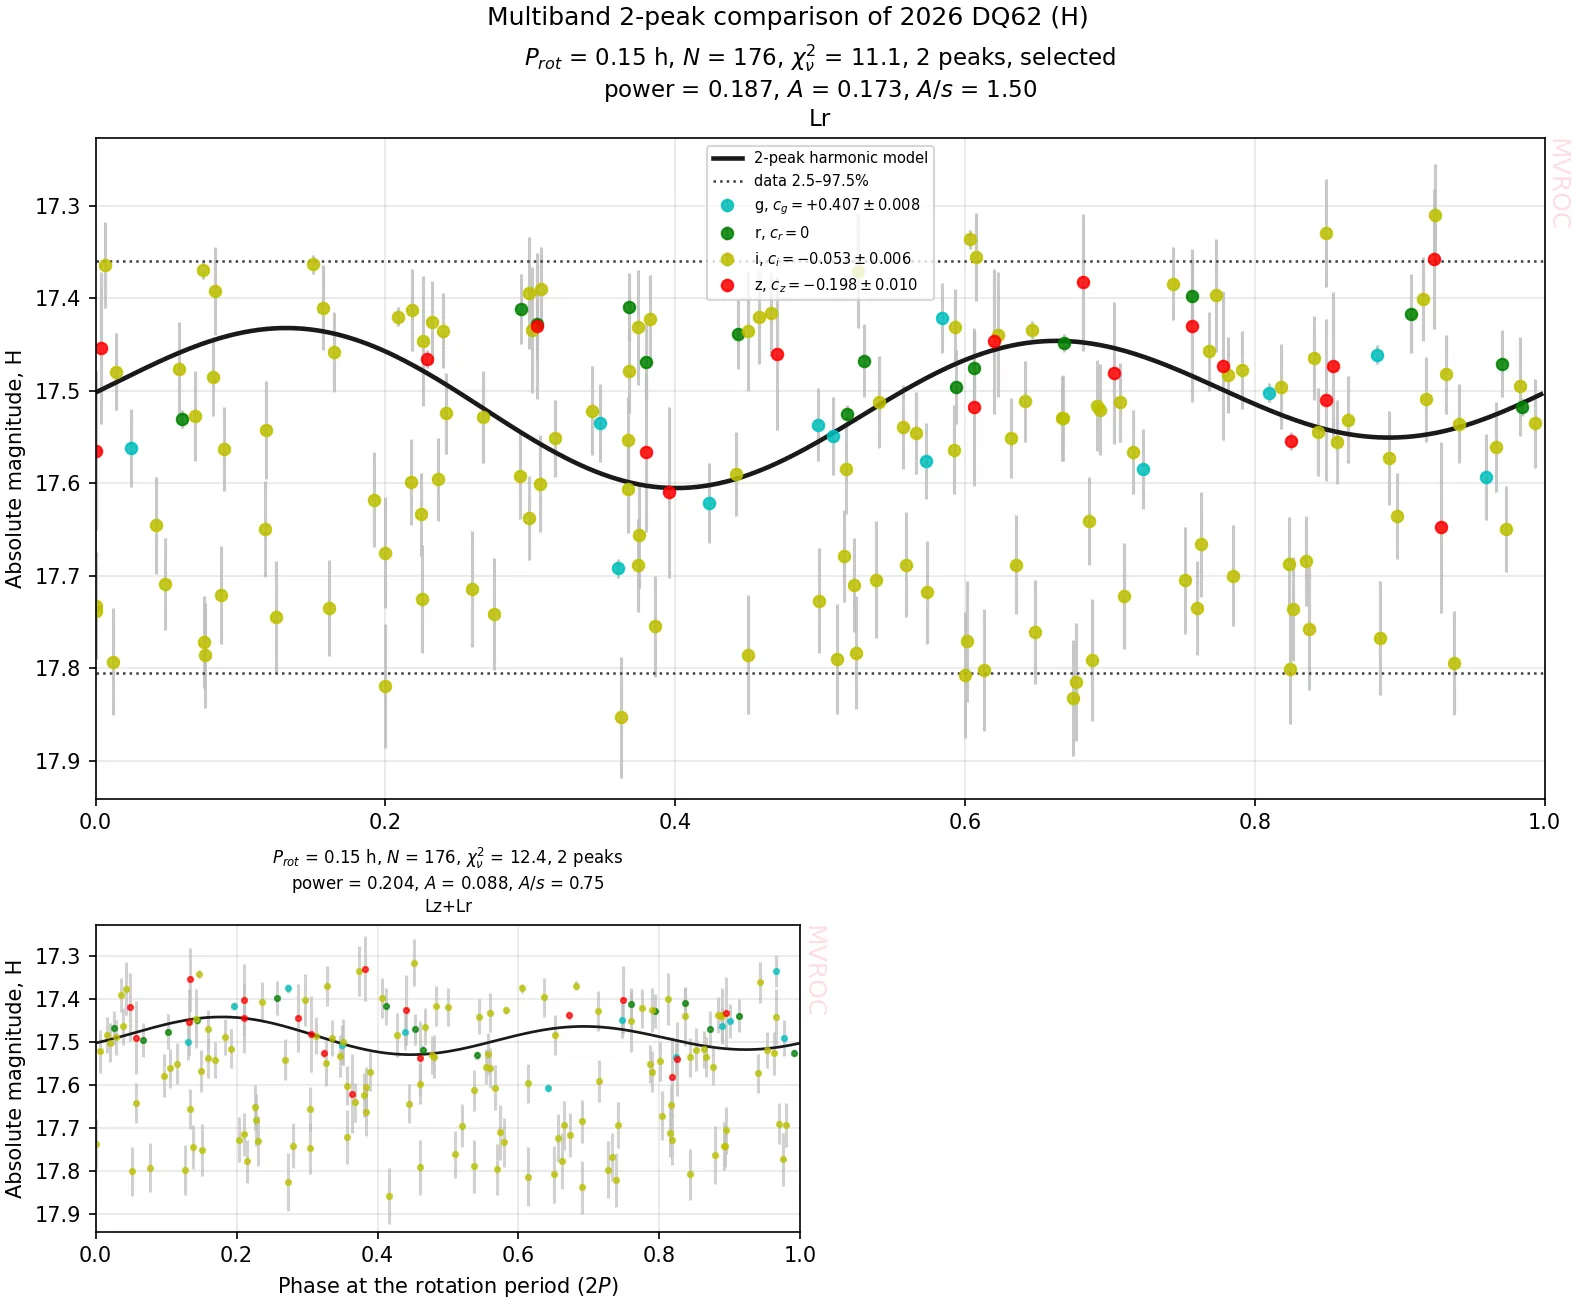 Multiband 2-peak comparison of 2026 DQ62 (H)
P_rot = 0.15 h, N = 176, χ²_ν = 11.1, 2 peaks, selected
power = 0.187, A = 0.173, A/s = 1.50
Lr
2-peak harmonic model
data 2.5–97.5%
g, c_g = +0.407 ± 0.008
r, c_r = 0
i, c_i = −0.053 ± 0.006
z, c_z = −0.198 ± 0.010
MVROC
Absolute magnitude, H
17.3
17.4
17.5
17.6
17.7
17.8
17.9
0.0 0.2 0.4 0.6 0.8 1.0
P_rot = 0.15 h, N = 176, χ²_ν = 12.4, 2 peaks
power = 0.204, A = 0.088, A/s = 0.75
Lz+Lr
MVROC
Absolute magnitude, H
17.3
17.4
17.5
17.6
17.7
17.8
17.9
0.0 0.2 0.4 0.6 0.8 1.0
Phase at the rotation period (2P)